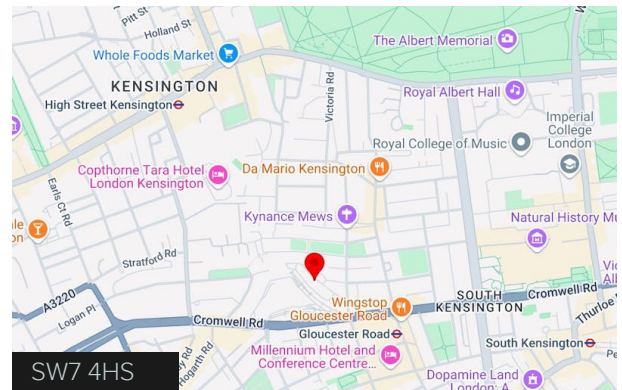 Pitt St
Holland St
Whole Foods Market
The Albert Memorial
KENSINGTON
Victoria Rd
High Street Kensington
Royal Albert Hall
Imperial
College
London
Royal College of Music
Copthorne Tara Hotel
London Kensington
Da Mario Kensington
Earls Ct Rd
Kynance Mews
Natural History Mu
Stratford Rd
A3220
Logan Pl
Cromwell Rd
Wingstop
Gloucester Road
SOUTH
KENSINGTON
Cromwell Rd
Thurloe
Gloucester Road
South Kensington
Hogarth Rd
Millennium Hotel and
Conference Centre...
Dopamine Land
London:
SW7 4HS